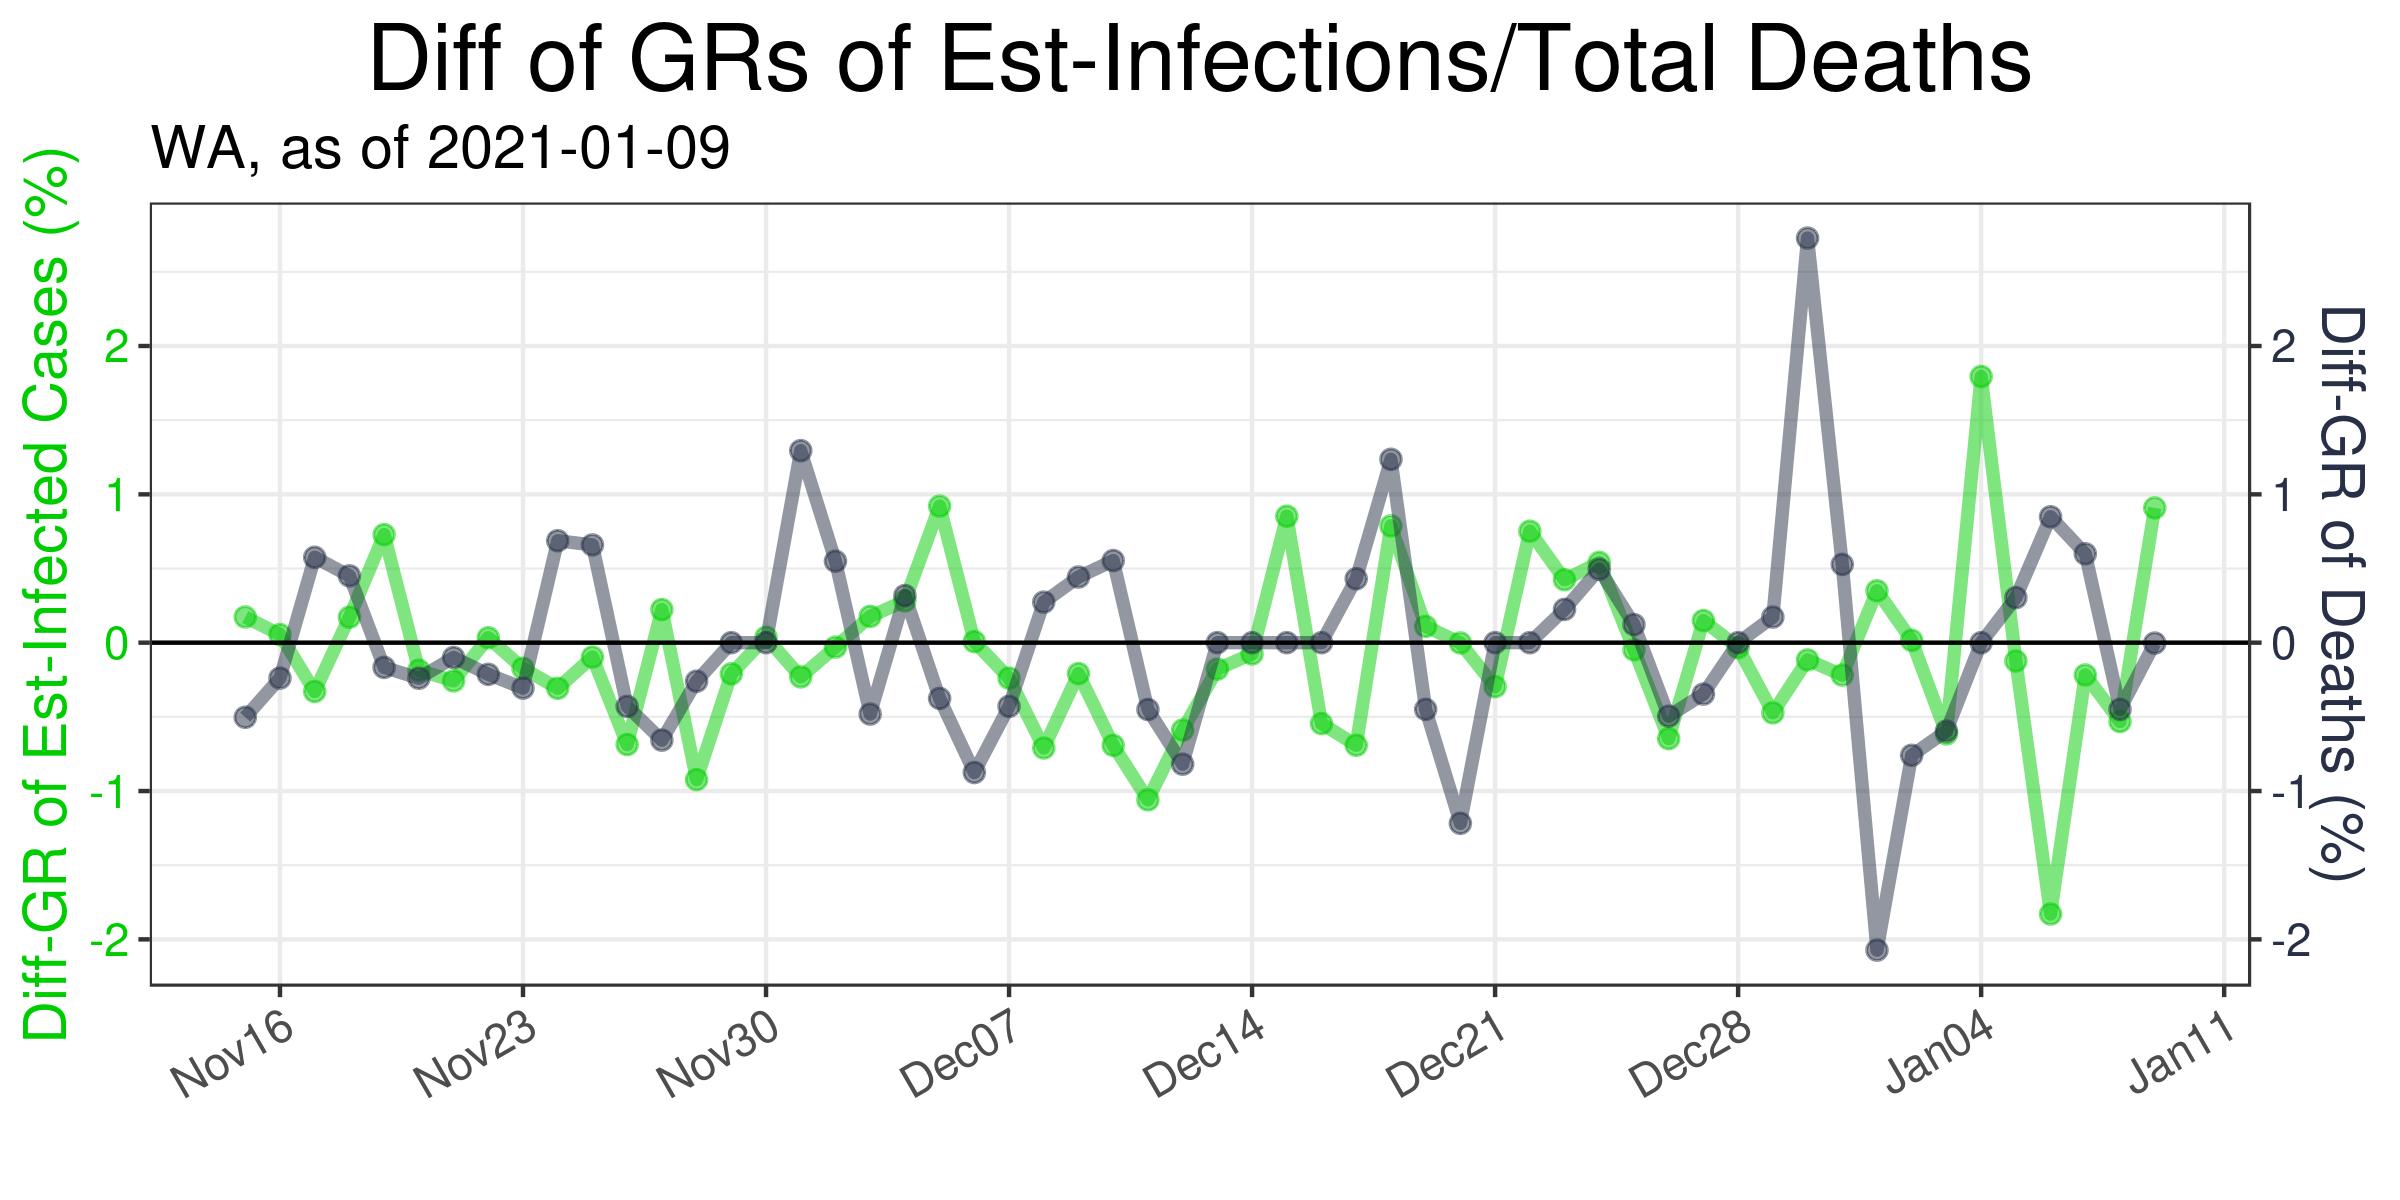 Diff of GRs of Est-Infections/Total Deaths
WA, as of 2021-01-09
Diff-GR of Est-Infected Cases (%)
2
1
0
-1
-2
2
1
0
-1
-2
Diff-GR of Deaths (%)
Nov16
Nov23
Nov30
Dec07
Dec14
Dec21
Dec28
Jan04
Jan11